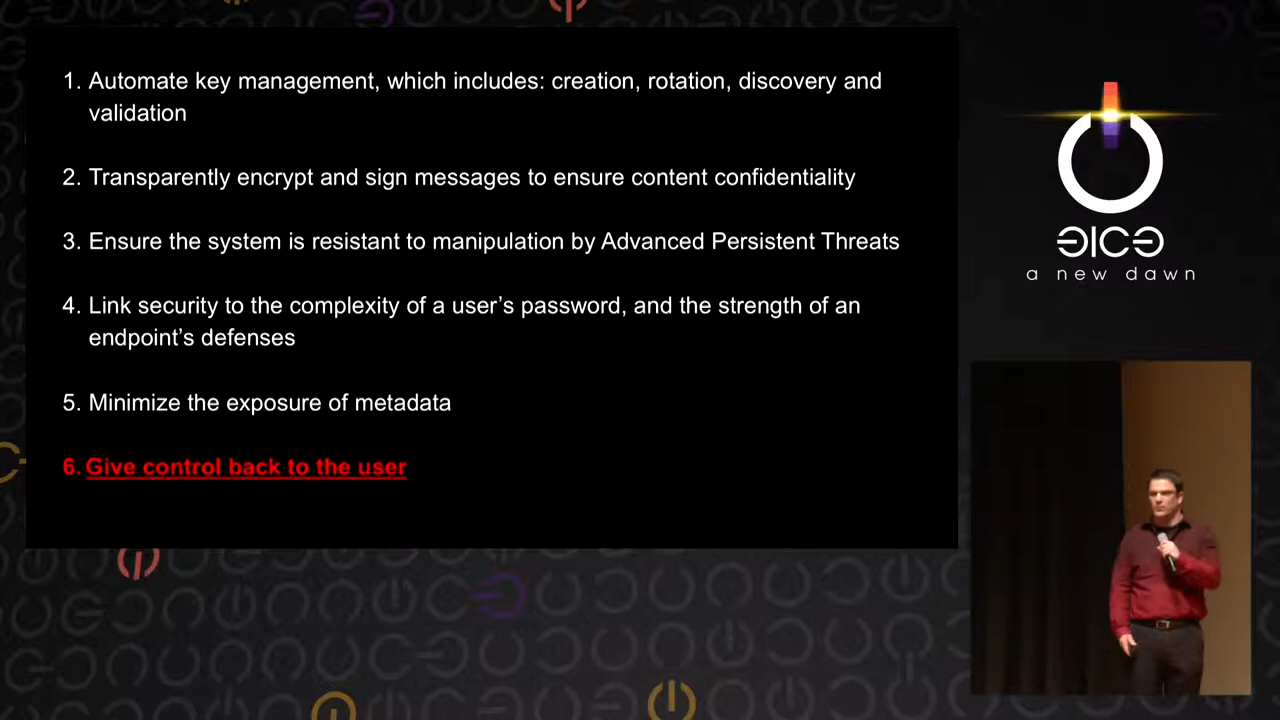 1. Automate key management, which includes: creation, rotation, discovery and
validation
2. Transparently encrypt and sign messages to ensure content confidentiality
3. Ensure the system is resistant to manipulation by Advanced Persistent Threats
4. Link security to the complexity of a user's password, and the strength of an
endpoint's defenses
5. Minimize the exposure of metadata
6. Give control back to the user
a new dawn